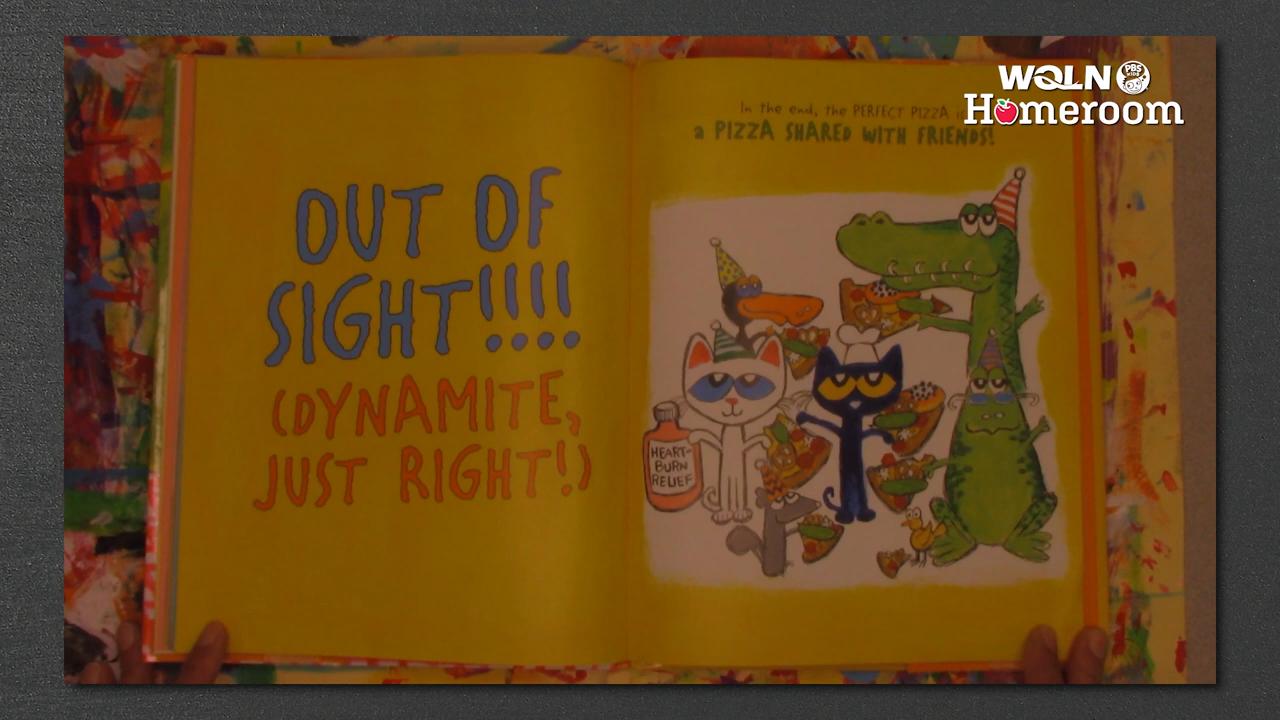 OUT OF
SIGHT!!!!
(DYNAMITE,
JUST RIGHT!)
In the end, the PERFECT PIZZA
a PIZZA SHARED WITH FRIENDS!
HEART-
BURN
RELIEF
WQLN PBS KIDS
Homeroom